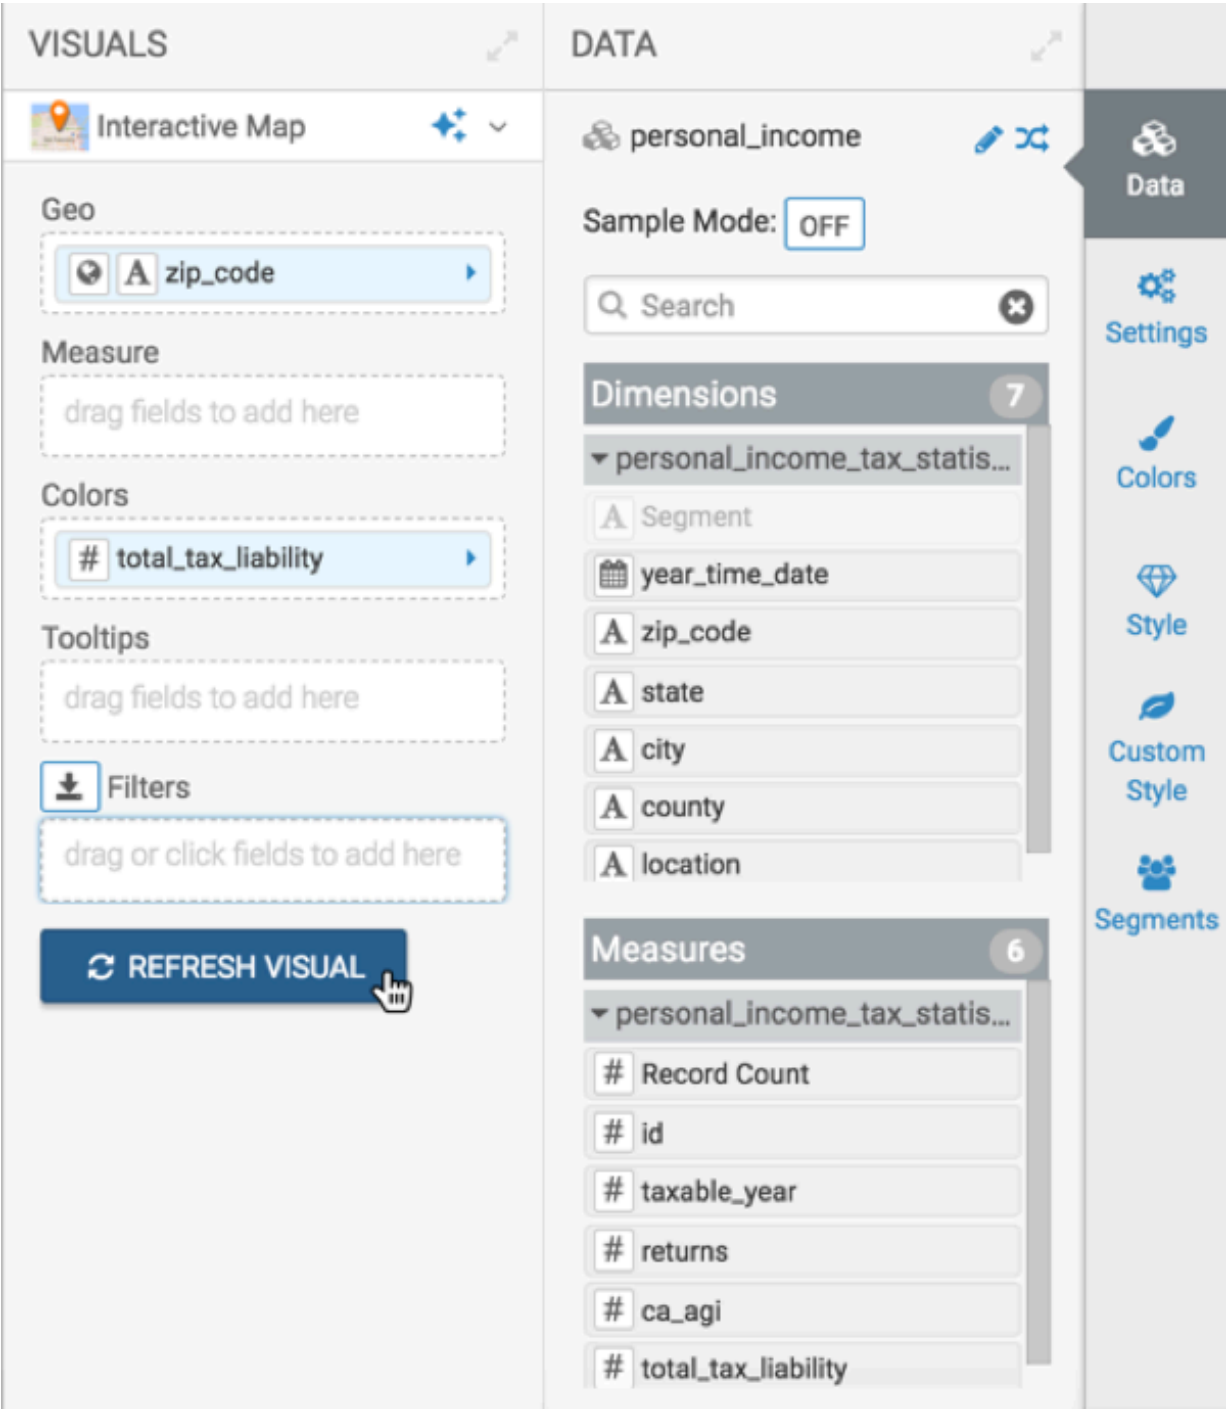 VISUALS
Interactive Map
Geo
A zip_code
Measure
drag fields to add here
Colors
# total_tax_liability
Tooltips
drag fields to add here
Filters
drag or click fields to add here
REFRESH VISUAL
DATA
personal_income
Sample Mode: OFF
Search
Dimensions 7
personal_income_tax_statis...
A Segment
year_time_date
A zip_code
A state
A city
A county
A location
Measures 6
personal_income_tax_statis...
# Record Count
# id
# taxable_year
# returns
# ca_agi
# total_tax_liability
Data
Settings
Colors
Style
Custom
Style
Segments